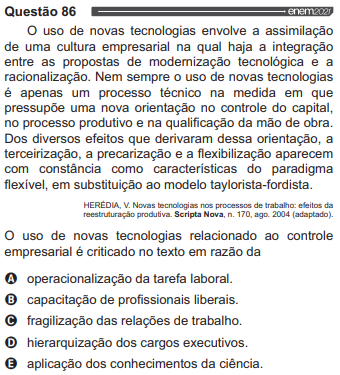 Questão 86 enem2021
O uso de novas tecnologias envolve a assimilação
de uma cultura empresarial na qual haja a integração
entre as propostas de modernização tecnológica e a
racionalização. Nem sempre o uso de novas tecnologias
é apenas um processo técnico na medida em que
pressupõe uma nova orientação no controle do capital,
no processo produtivo e na qualificação da mão de obra.
Dos diversos efeitos que derivaram dessa orientação, a
terceirização, a precarização e a flexibilização aparecem
com constância como características do paradigma
flexível, em substituição ao modelo taylorista-fordista.
HERÉDIA, V. Novas tecnologias nos processos de trabalho: efeitos da
reestruturação produtiva. Scripta Nova, n. 170, ago. 2004 (adaptado).
O uso de novas tecnologias relacionado ao controle
empresarial é criticado no texto em razão da
A operacionalização da tarefa laboral.
B capacitação de profissionais liberais.
C fragilização das relações de trabalho.
D hierarquização dos cargos executivos.
E aplicação dos conhecimentos da ciência.